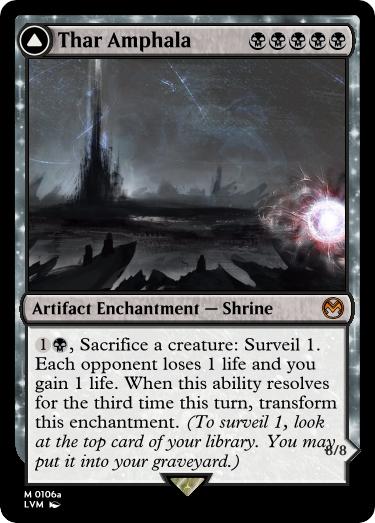 Thar Amphala
Artifact Enchantment — Shrine
1, Sacrifice a creature: Surveil 1.
Each opponent loses 1 life and you
gain 1 life. When this ability resolves
for the third time this turn, transform
this enchantment. (To surveil 1, look
at the top card of your library. You may
put it into your graveyard.)
8/8
M 0106a
LVM